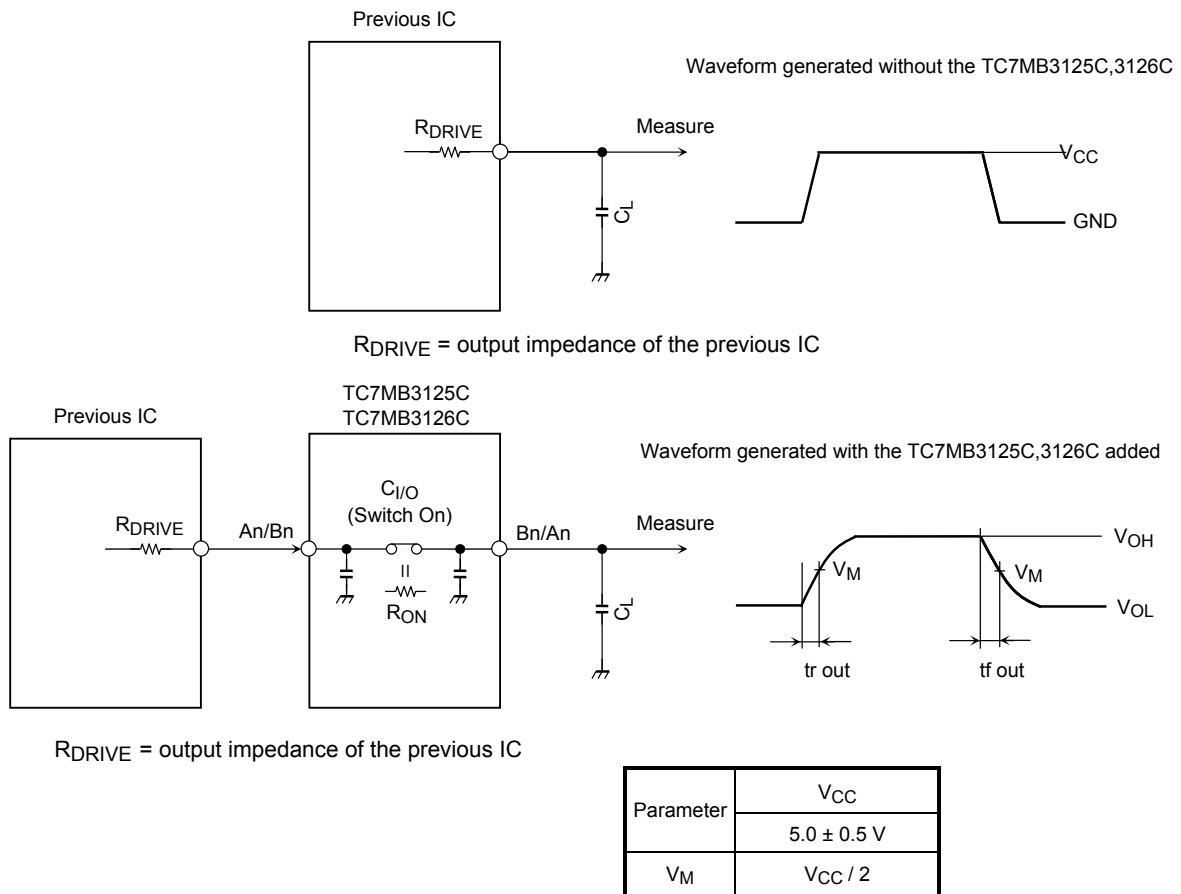 Previous IC
Waveform generated without the TC7MB3125C,3126C
RDRIVE
Measure
VCC
CL
GND
RDRIVE = output impedance of the previous IC
Previous IC
TC7MB3125C
TC7MB3126C
Waveform generated with the TC7MB3125C,3126C added
RDRIVE
An/Bn
CI/O
(Switch On)
Bn/An
Measure
RON
CL
VOH
VM
VM
VOL
tr out
tf out
RDRIVE = output impedance of the previous IC
Parameter
VCC
5.0 ± 0.5 V
VM
VCC / 2